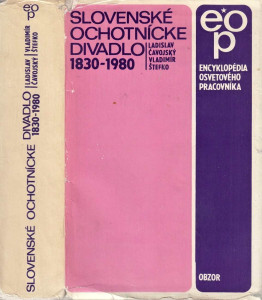 SLOVENSKÉ OCHOTNÍCKE DIVADLO
1830-1980
LADISLAV ČAVOJSKÝ
VLADIMÍR ŠTEFKO
eop
SLOVENSKÉ
OCHOTNÍCKE
DIVADLO
1830-1980
LADISLAV
ČAVOJSKÝ
VLADIMÍR
ŠTEFKO
eop
ENCYKLOPÉDIA
OSVETOVÉHO
PRACOVNÍKA
OBZOR